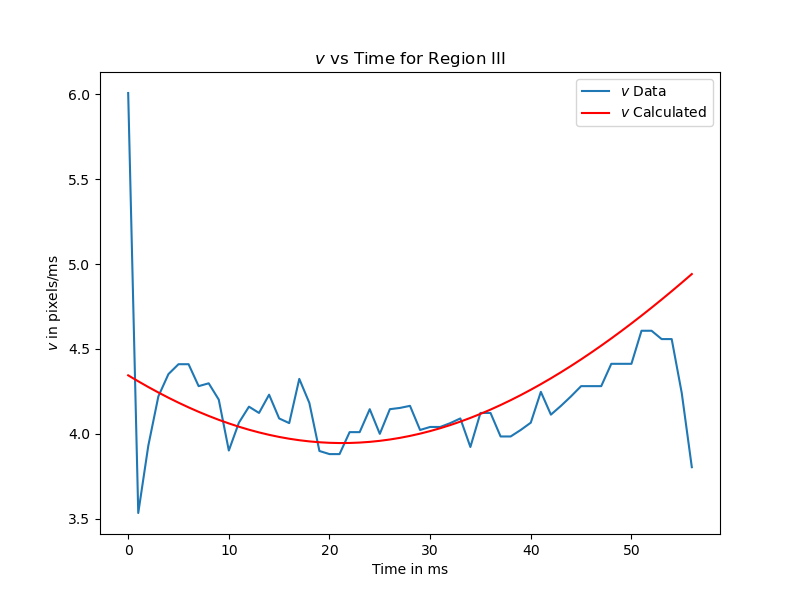 v vs Time for Region III
v Data
v Calculated
6.0
5.5
5.0
4.5
4.0
3.5
v in pixels/ms
0 10 20 30 40 50
Time in ms